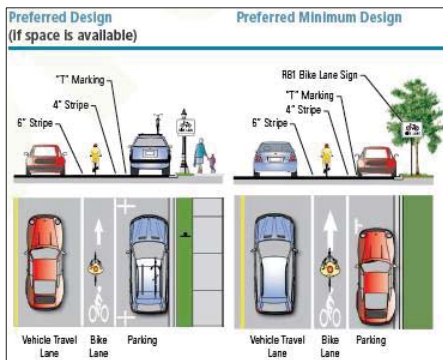 Preferred Design
(if space is available)
"T" Marking
4" Stripe
6" Stripe
Vehicle Travel
Lane
Bike
Lane
Parking
Preferred Minimum Design
R81 Bike Lane Sign
"T" Marking
4" Stripe
6" Stripe
Vehicle Travel
Lane
Bike
Lane
Parking